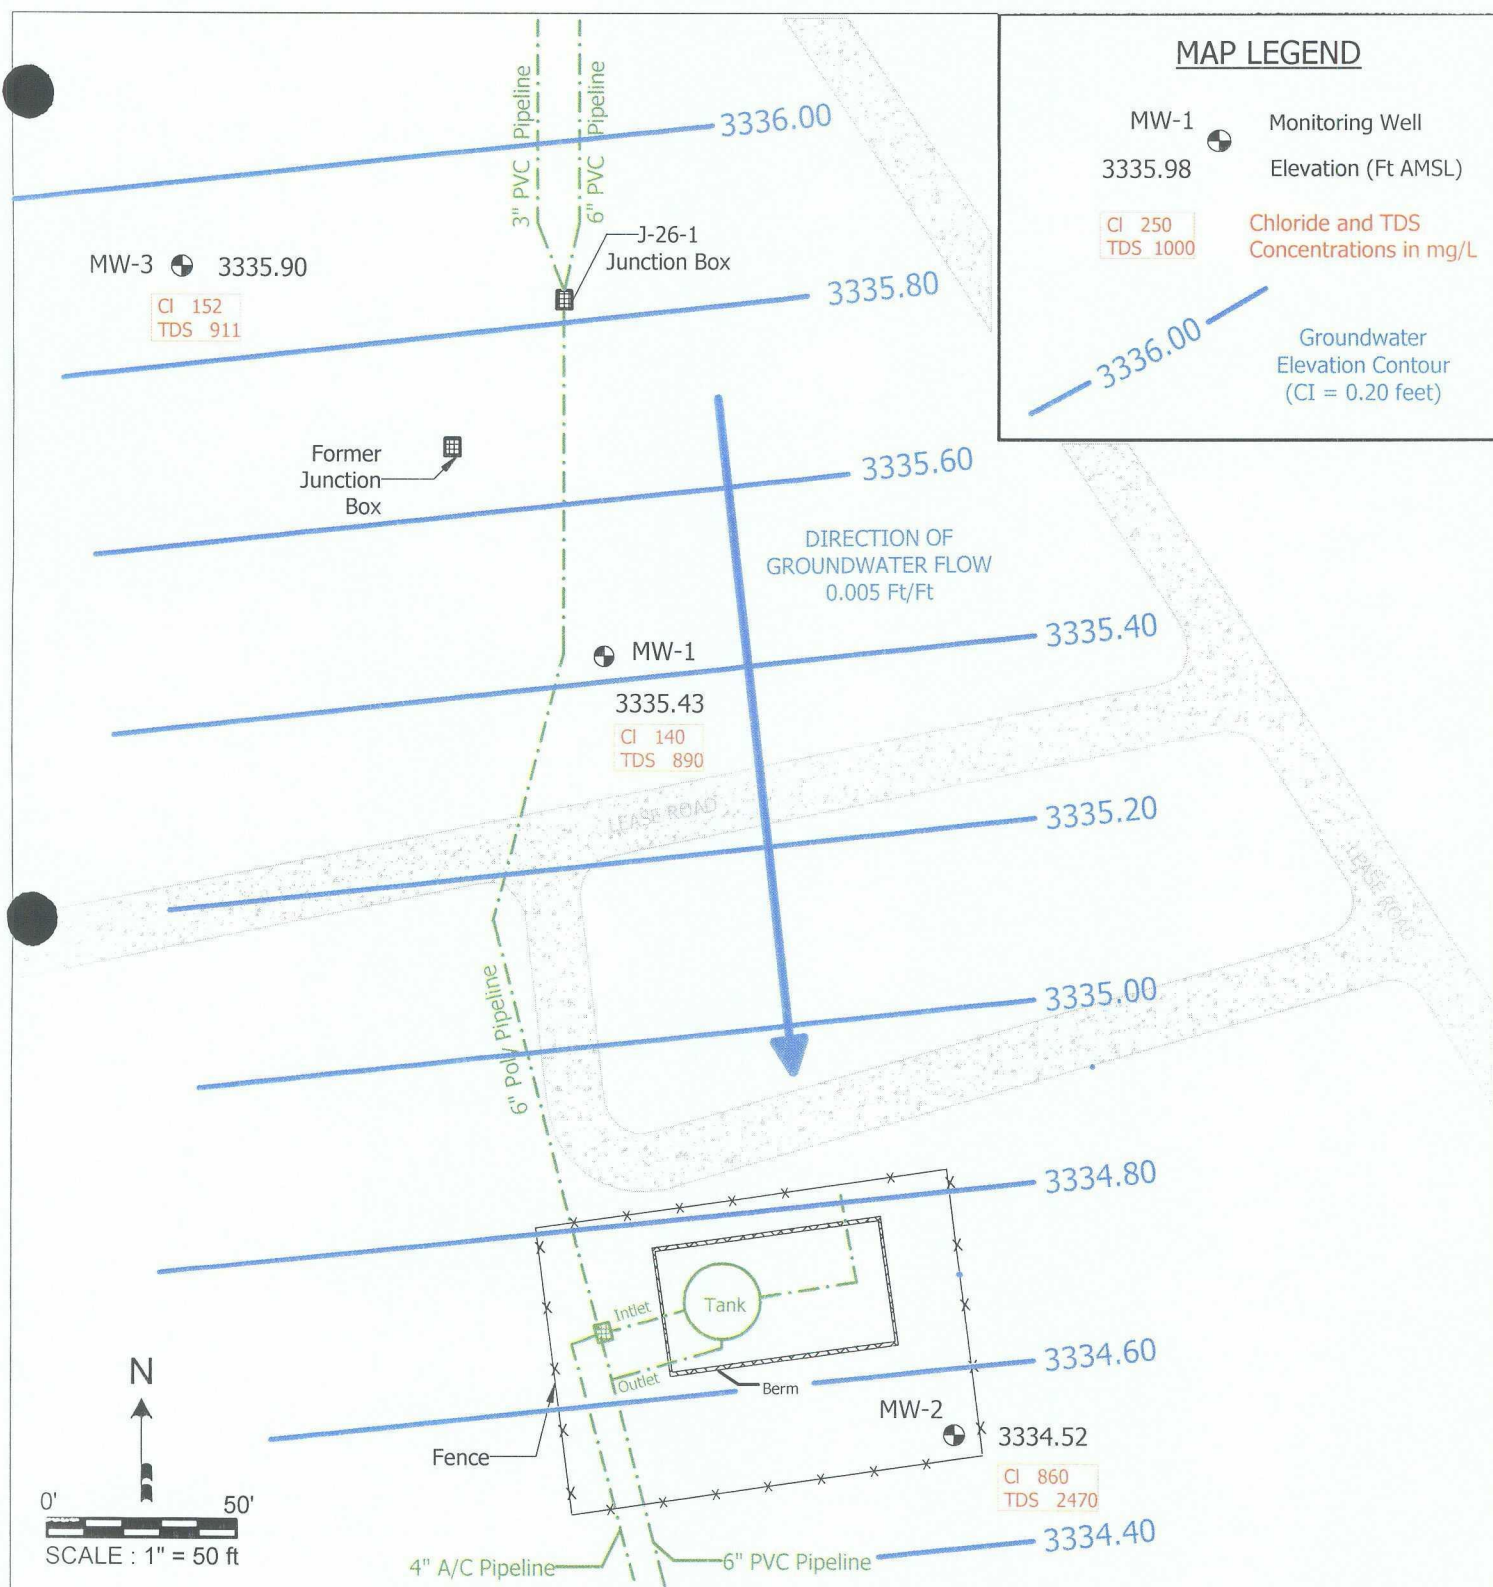 MAP LEGEND
MW-1
Monitoring Well
3335.98
Elevation (Ft AMSL)
Cl 250
TDS 1000
Chloride and TDS
Concentrations in mg/L
3336.00
Groundwater
Elevation Contour
(CI = 0.20 feet)
3" PVC Pipeline
6" PVC Pipeline
3336.00
J-26-1
Junction Box
MW-3
3335.90
Cl 152
TDS 911
3335.80
Former
Junction
Box
3335.60
DIRECTION OF
GROUNDWATER FLOW
0.005 Ft/Ft
3335.40
MW-1
3335.43
Cl 140
TDS 890
LEASE ROAD
3335.20
LEASE ROAD
3335.00
6" Poly Pipeline
3334.80
Intlet
Tank
Outlet
Berm
3334.60
MW-2
3334.52
Cl 860
TDS 2470
Fence
N
0'
50'
SCALE : 1" = 50 ft
4" A/C Pipeline
6" PVC Pipeline
3334.40